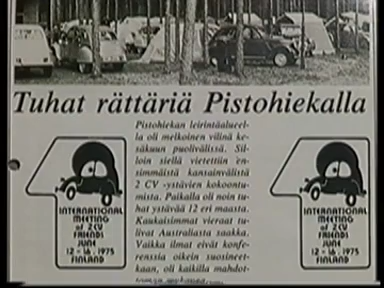 Tuhat rättäriä Pistohiekalla
Pistohiekan leirintäalueel-
la oli melkoinen vilinä ke-
säkuun puolivälissä. Sil-
loin siellä vietettiin en-
simmäistä kansainvälistä
2 CV -ystävien kokoontu-
mista. Paikalla oli noin tu-
hat ystävää 12 eri maasta.
Kaukaisimmat vieraat tu-
livat Australiasta saakka.
Vaikka ilmat eivät konfe-
renssia oikein suosineet-
kaan, oli kaikilla mahdot-
INTERNATIONAL
MEETING
of 2CV
FRIENDS
JUNE
12-16. 1975
FINLAND
INTERNATIONAL
MEETING
of 2CV
FRIENDS
JUNE
12-16. 1975
FINLAND